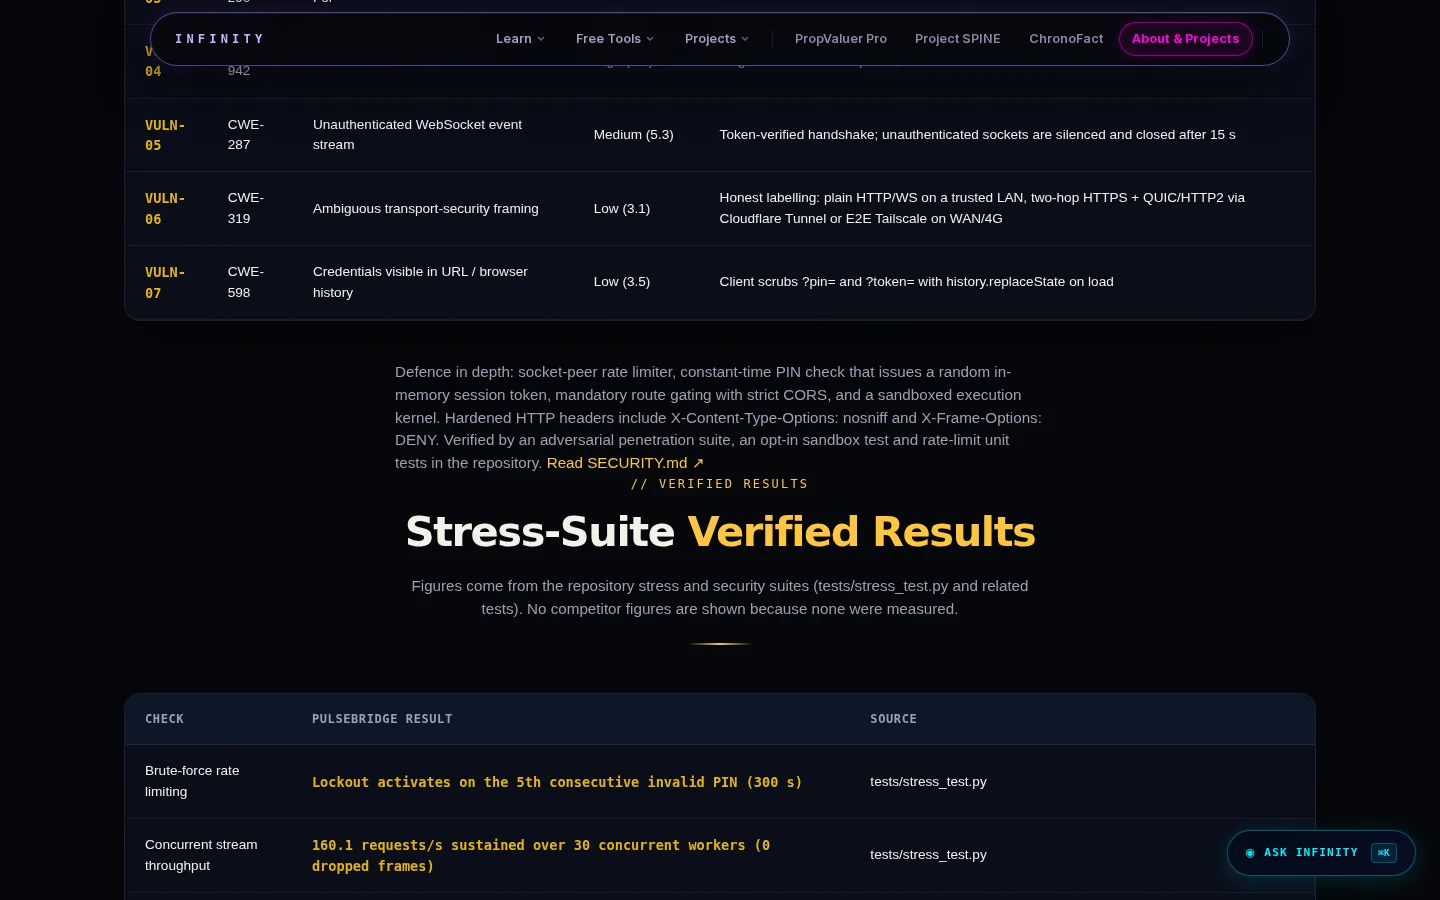 INFINITY
Learn
Free Tools
Projects
PropValuer Pro
Project SPINE
ChronoFact
About & Projects
04
942
VULN-
05
CWE-
287
Unauthenticated WebSocket event
stream
Medium (5.3)
Token-verified handshake; unauthenticated sockets are silenced and closed after 15 s
VULN-
06
CWE-
319
Ambiguous transport-security framing
Low (3.1)
Honest labelling: plain HTTP/WS on a trusted LAN, two-hop HTTPS + QUIC/HTTP2 via
Cloudflare Tunnel or E2E Tailscale on WAN/4G
VULN-
07
CWE-
598
Credentials visible in URL / browser
history
Low (3.5)
Client scrubs ?pin= and ?token= with history.replaceState on load
Defence in depth: socket-peer rate limiter, constant-time PIN check that issues a random in-
memory session token, mandatory route gating with strict CORS, and a sandboxed execution
kernel. Hardened HTTP headers include X-Content-Type-Options: nosniff and X-Frame-Options:
DENY. Verified by an adversarial penetration suite, an opt-in sandbox test and rate-limit unit
tests in the repository. Read SECURITY.md ↗
// VERIFIED RESULTS
Stress-Suite Verified Results
Figures come from the repository stress and security suites (tests/stress_test.py and related
tests). No competitor figures are shown because none were measured.
CHECK
PULSEBRIDGE RESULT
SOURCE
Brute-force rate
limiting
Lockout activates on the 5th consecutive invalid PIN (300 s)
tests/stress_test.py
Concurrent stream
throughput
160.1 requests/s sustained over 30 concurrent workers (0
dropped frames)
tests/stress_test.py
◉ ASK INFINITY ⌘K